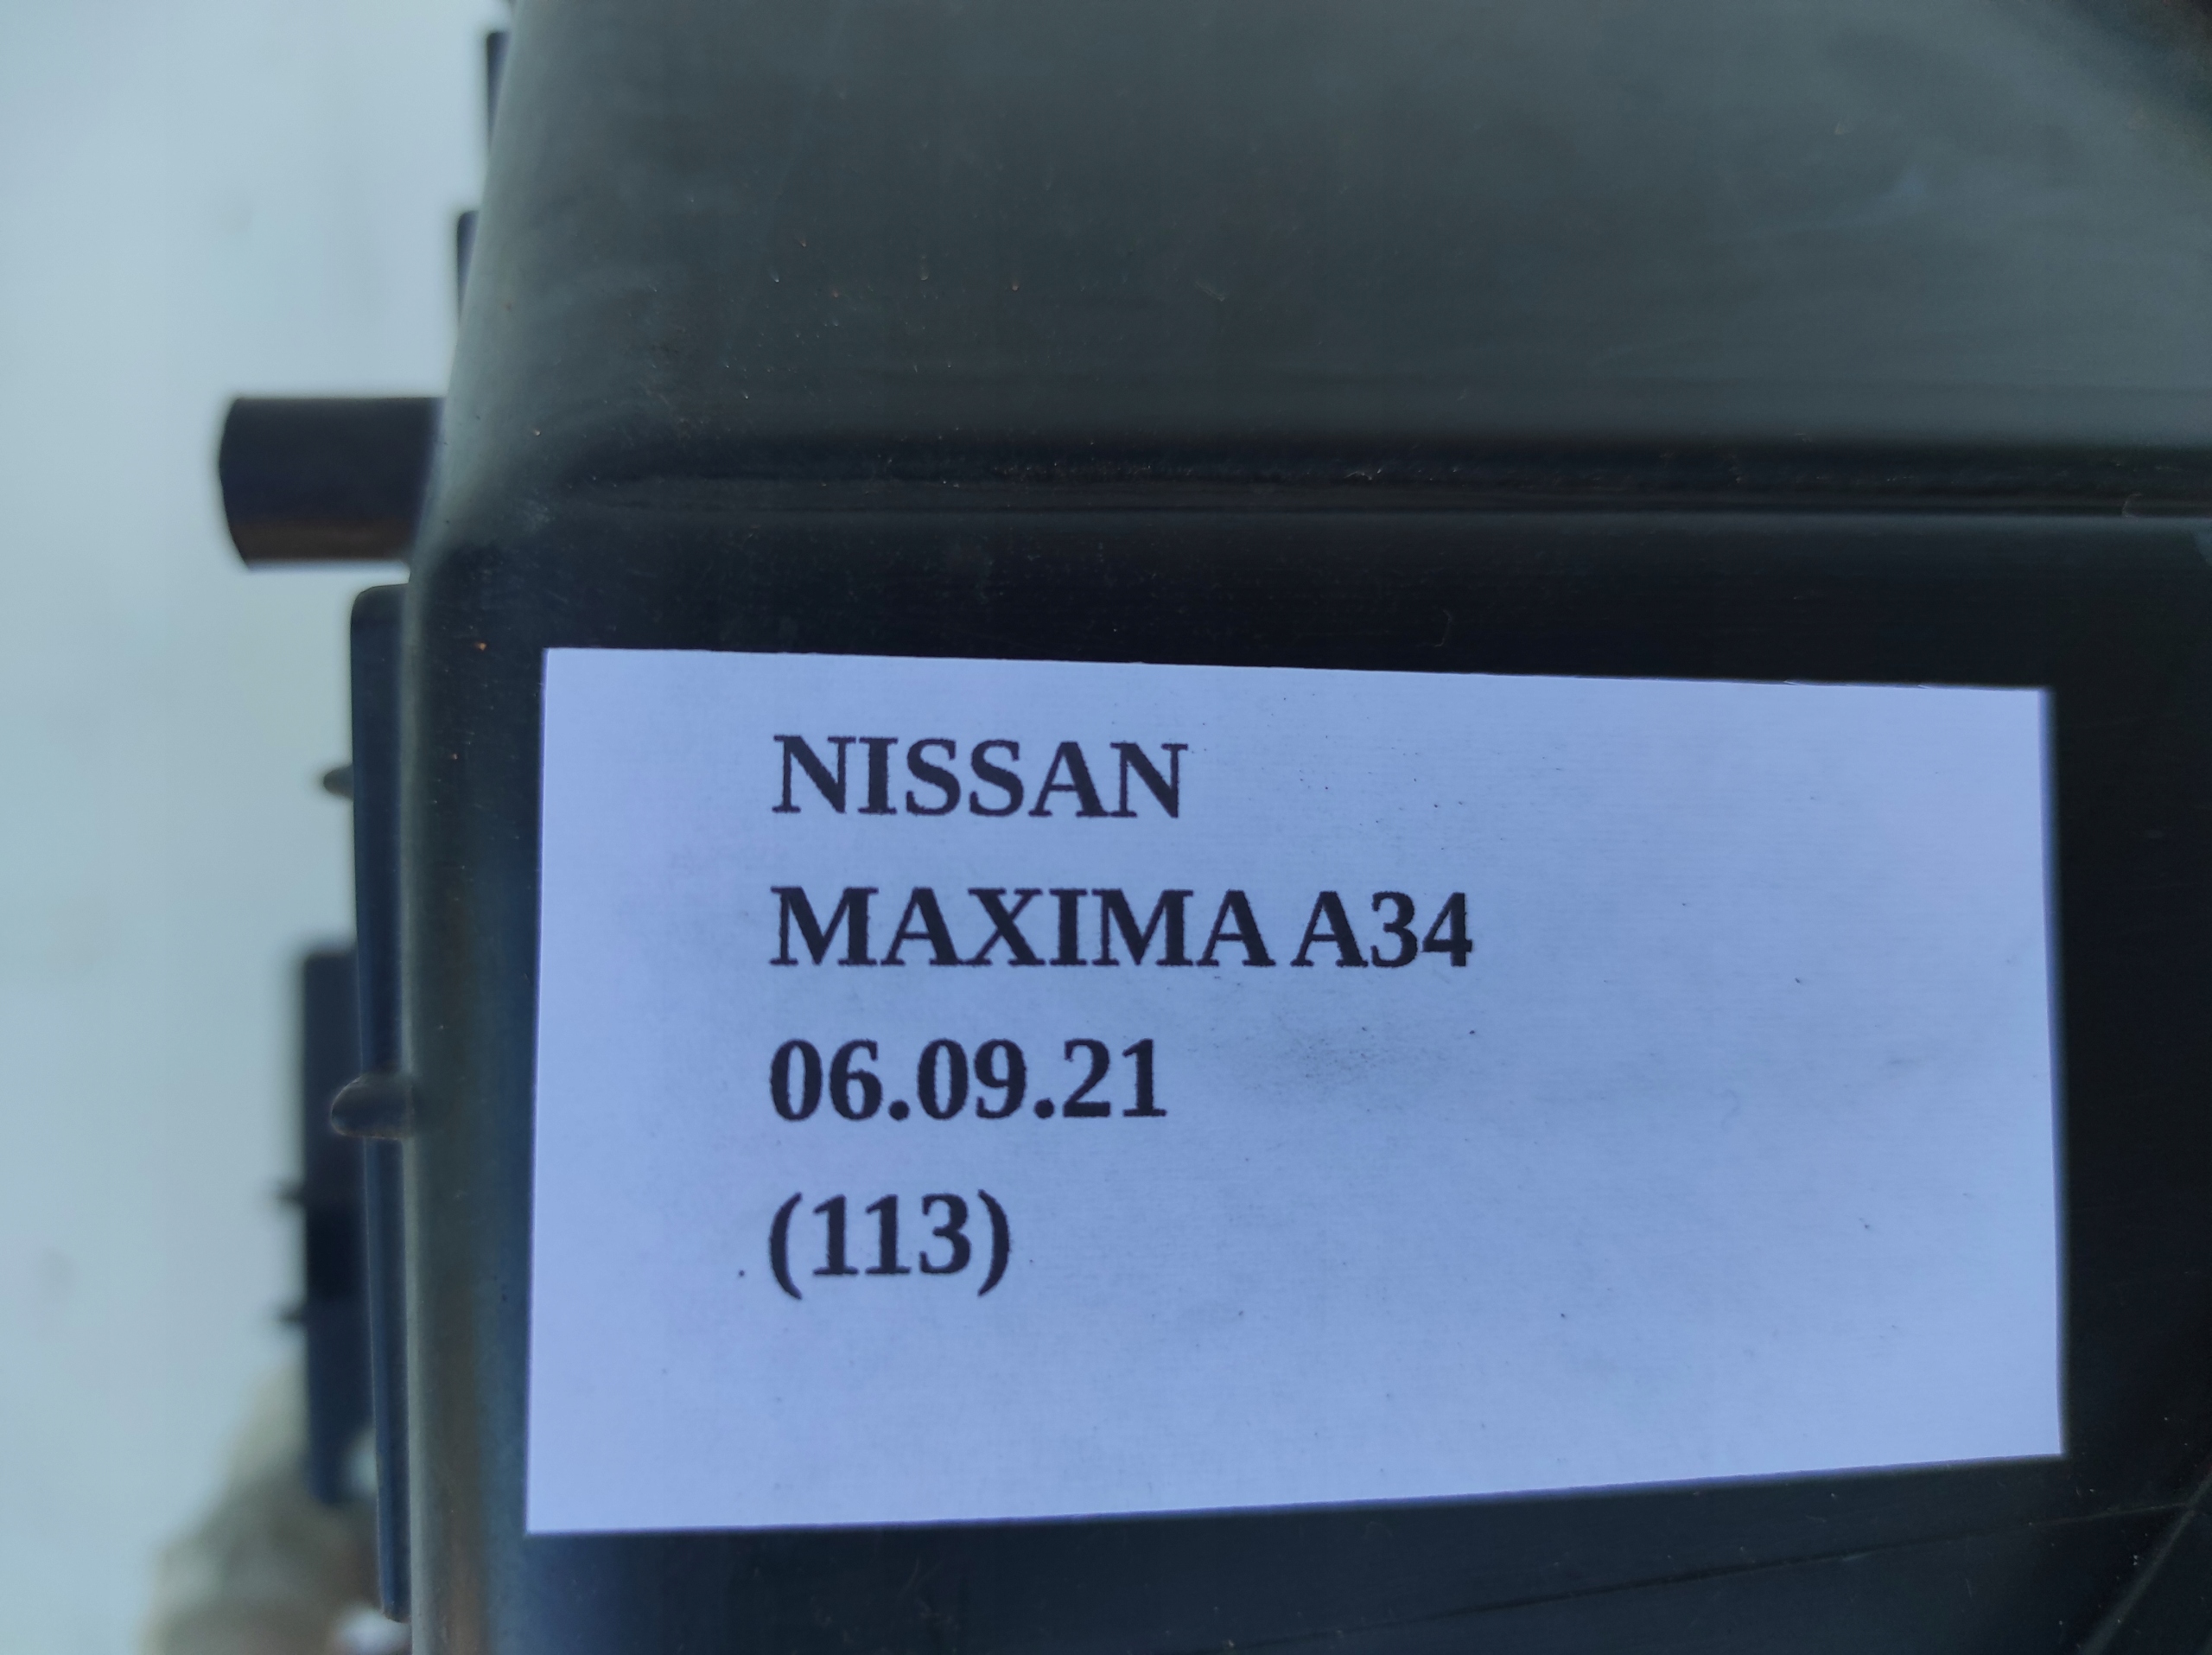 NISSAN
MAXIMA A34
06.09.21
(113)